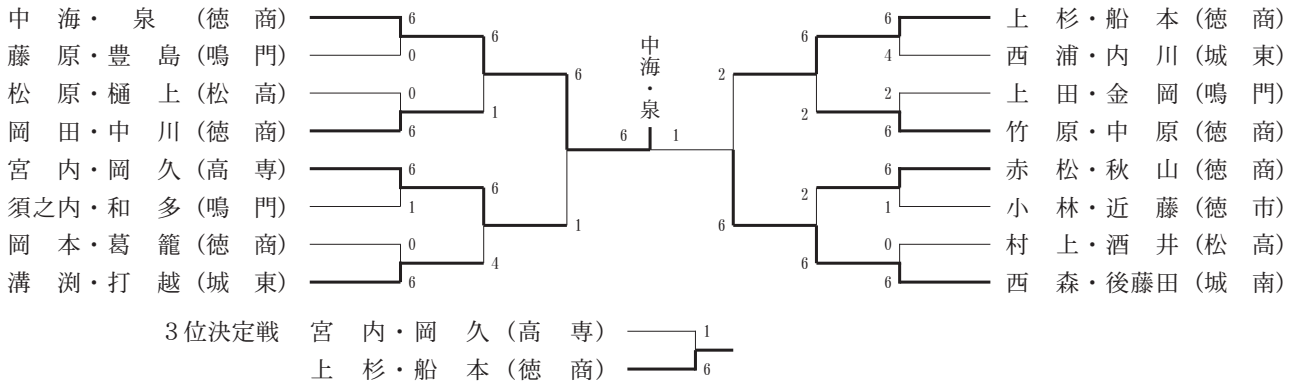 中　海・　泉　（徳　商）
藤　原・豊　島（鳴　門）
松　原・樋　上（松　高）
岡　田・中　川（徳　商）
宮　内・岡　久（高　専）
須之内・和　多（鳴　門）
岡　本・葛　籠（徳　商）
溝　渕・打　越（城　東）
6
0
0
6
6
1
0
6
6
1
6
4
6
1
6
中海・泉
1
2
6
6
2
2
6
6
4
2
6
6
1
0
6
上　杉・船　本（徳　商）
西　浦・内　川（城　東）
上　田・金　岡（鳴　門）
竹　原・中　原（徳　商）
赤　松・秋　山（徳　商）
小　林・近　藤（徳　市）
村　上・酒　井（松　高）
西　森・後藤田（城　南）
３位決定戦　宮　内・岡　久（高　専）　1
上　杉・船　本（徳　商）　6